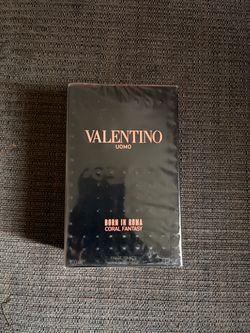 VALENTINO
UOMO
BORN IN ROMA
CORAL FANTASY